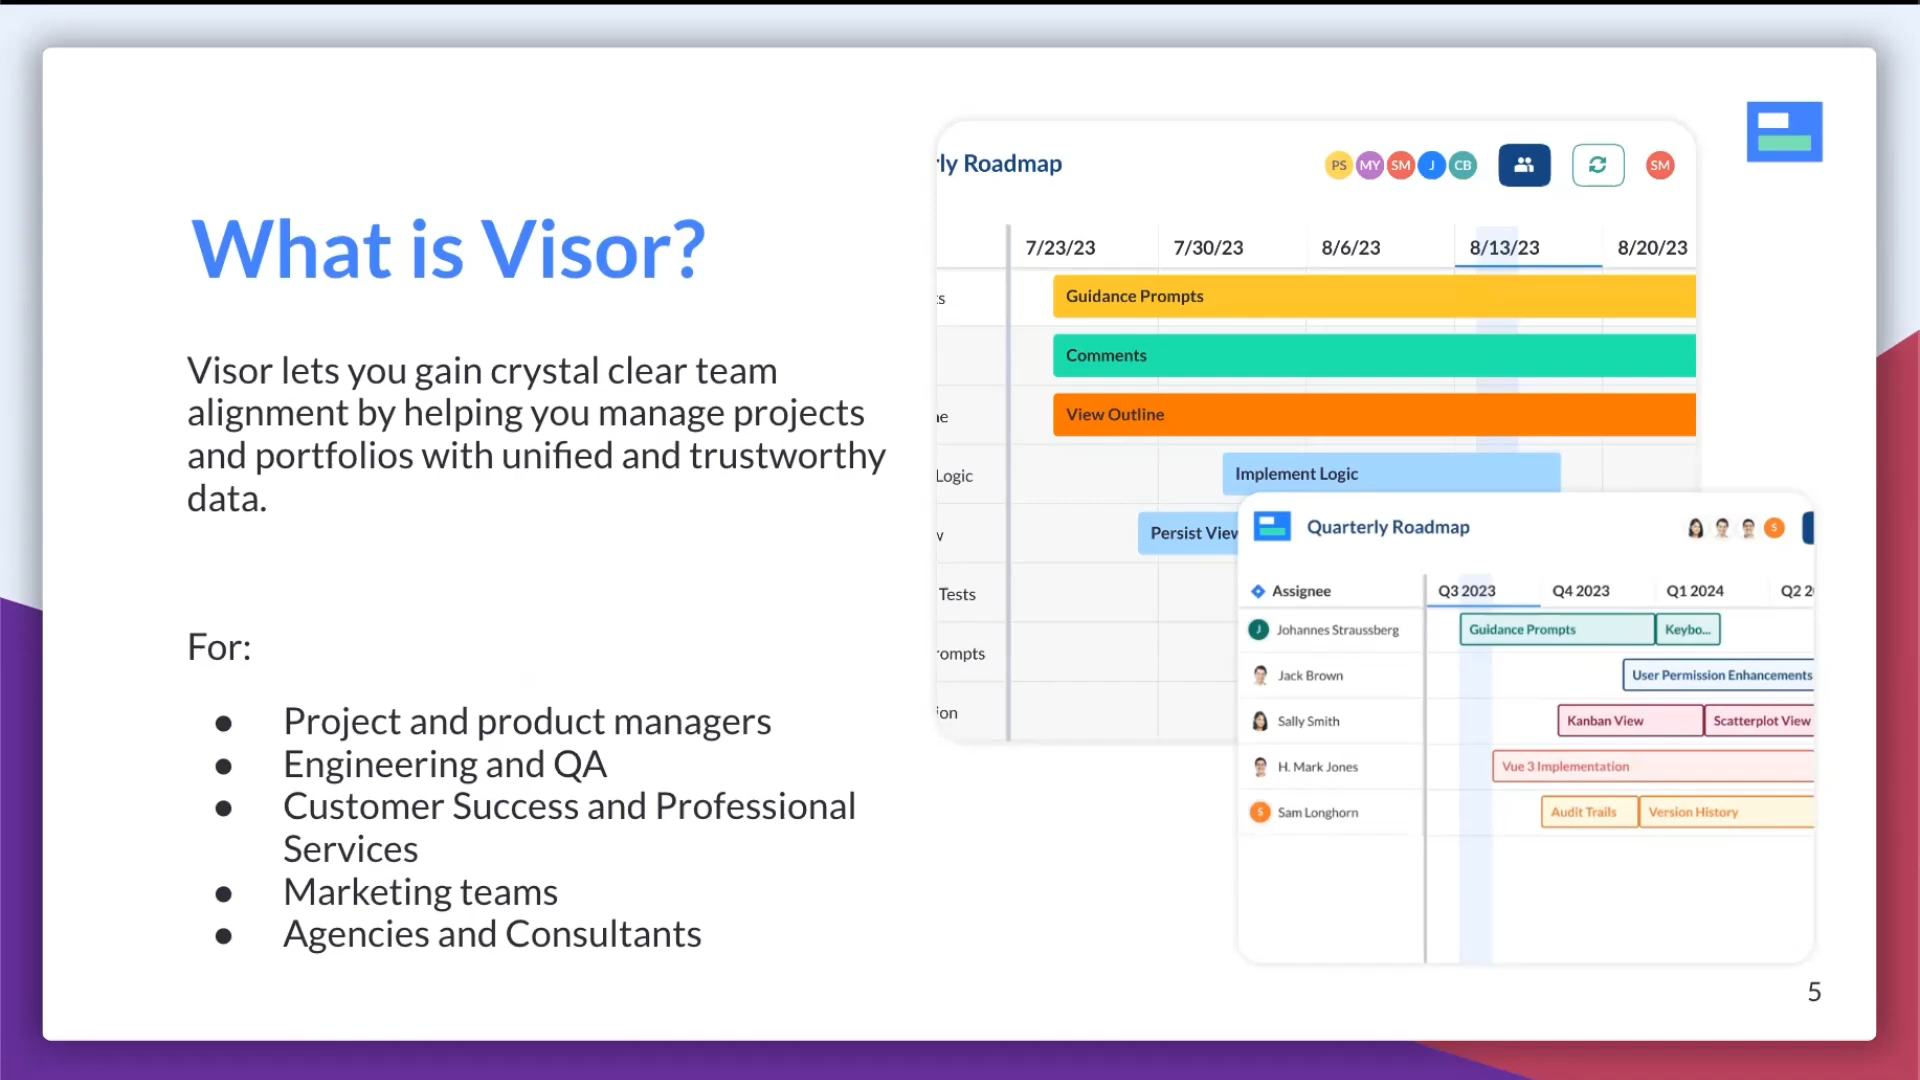 What is Visor?
Visor lets you gain crystal clear team
alignment by helping you manage projects
and portfolios with unified and trustworthy
data.
For:
● Project and product managers
● Engineering and QA
● Customer Success and Professional
Services
● Marketing teams
● Agencies and Consultants
ly Roadmap
PS MY SM J CB SM
7/23/23 7/30/23 8/6/23 8/13/23 8/20/23
s Guidance Prompts
Comments
e View Outline
Logic Implement Logic
Persist View
Tests
ompts
ion
Quarterly Roadmap S
Assignee Q3 2023 Q4 2023 Q1 2024 Q2 2
J Johannes Straussberg Guidance Prompts Keybo...
Jack Brown User Permission Enhancements
Sally Smith Kanban View Scatterplot View
H. Mark Jones Vue 3 Implementation
S Sam Longhorn Audit Trails Version History
5